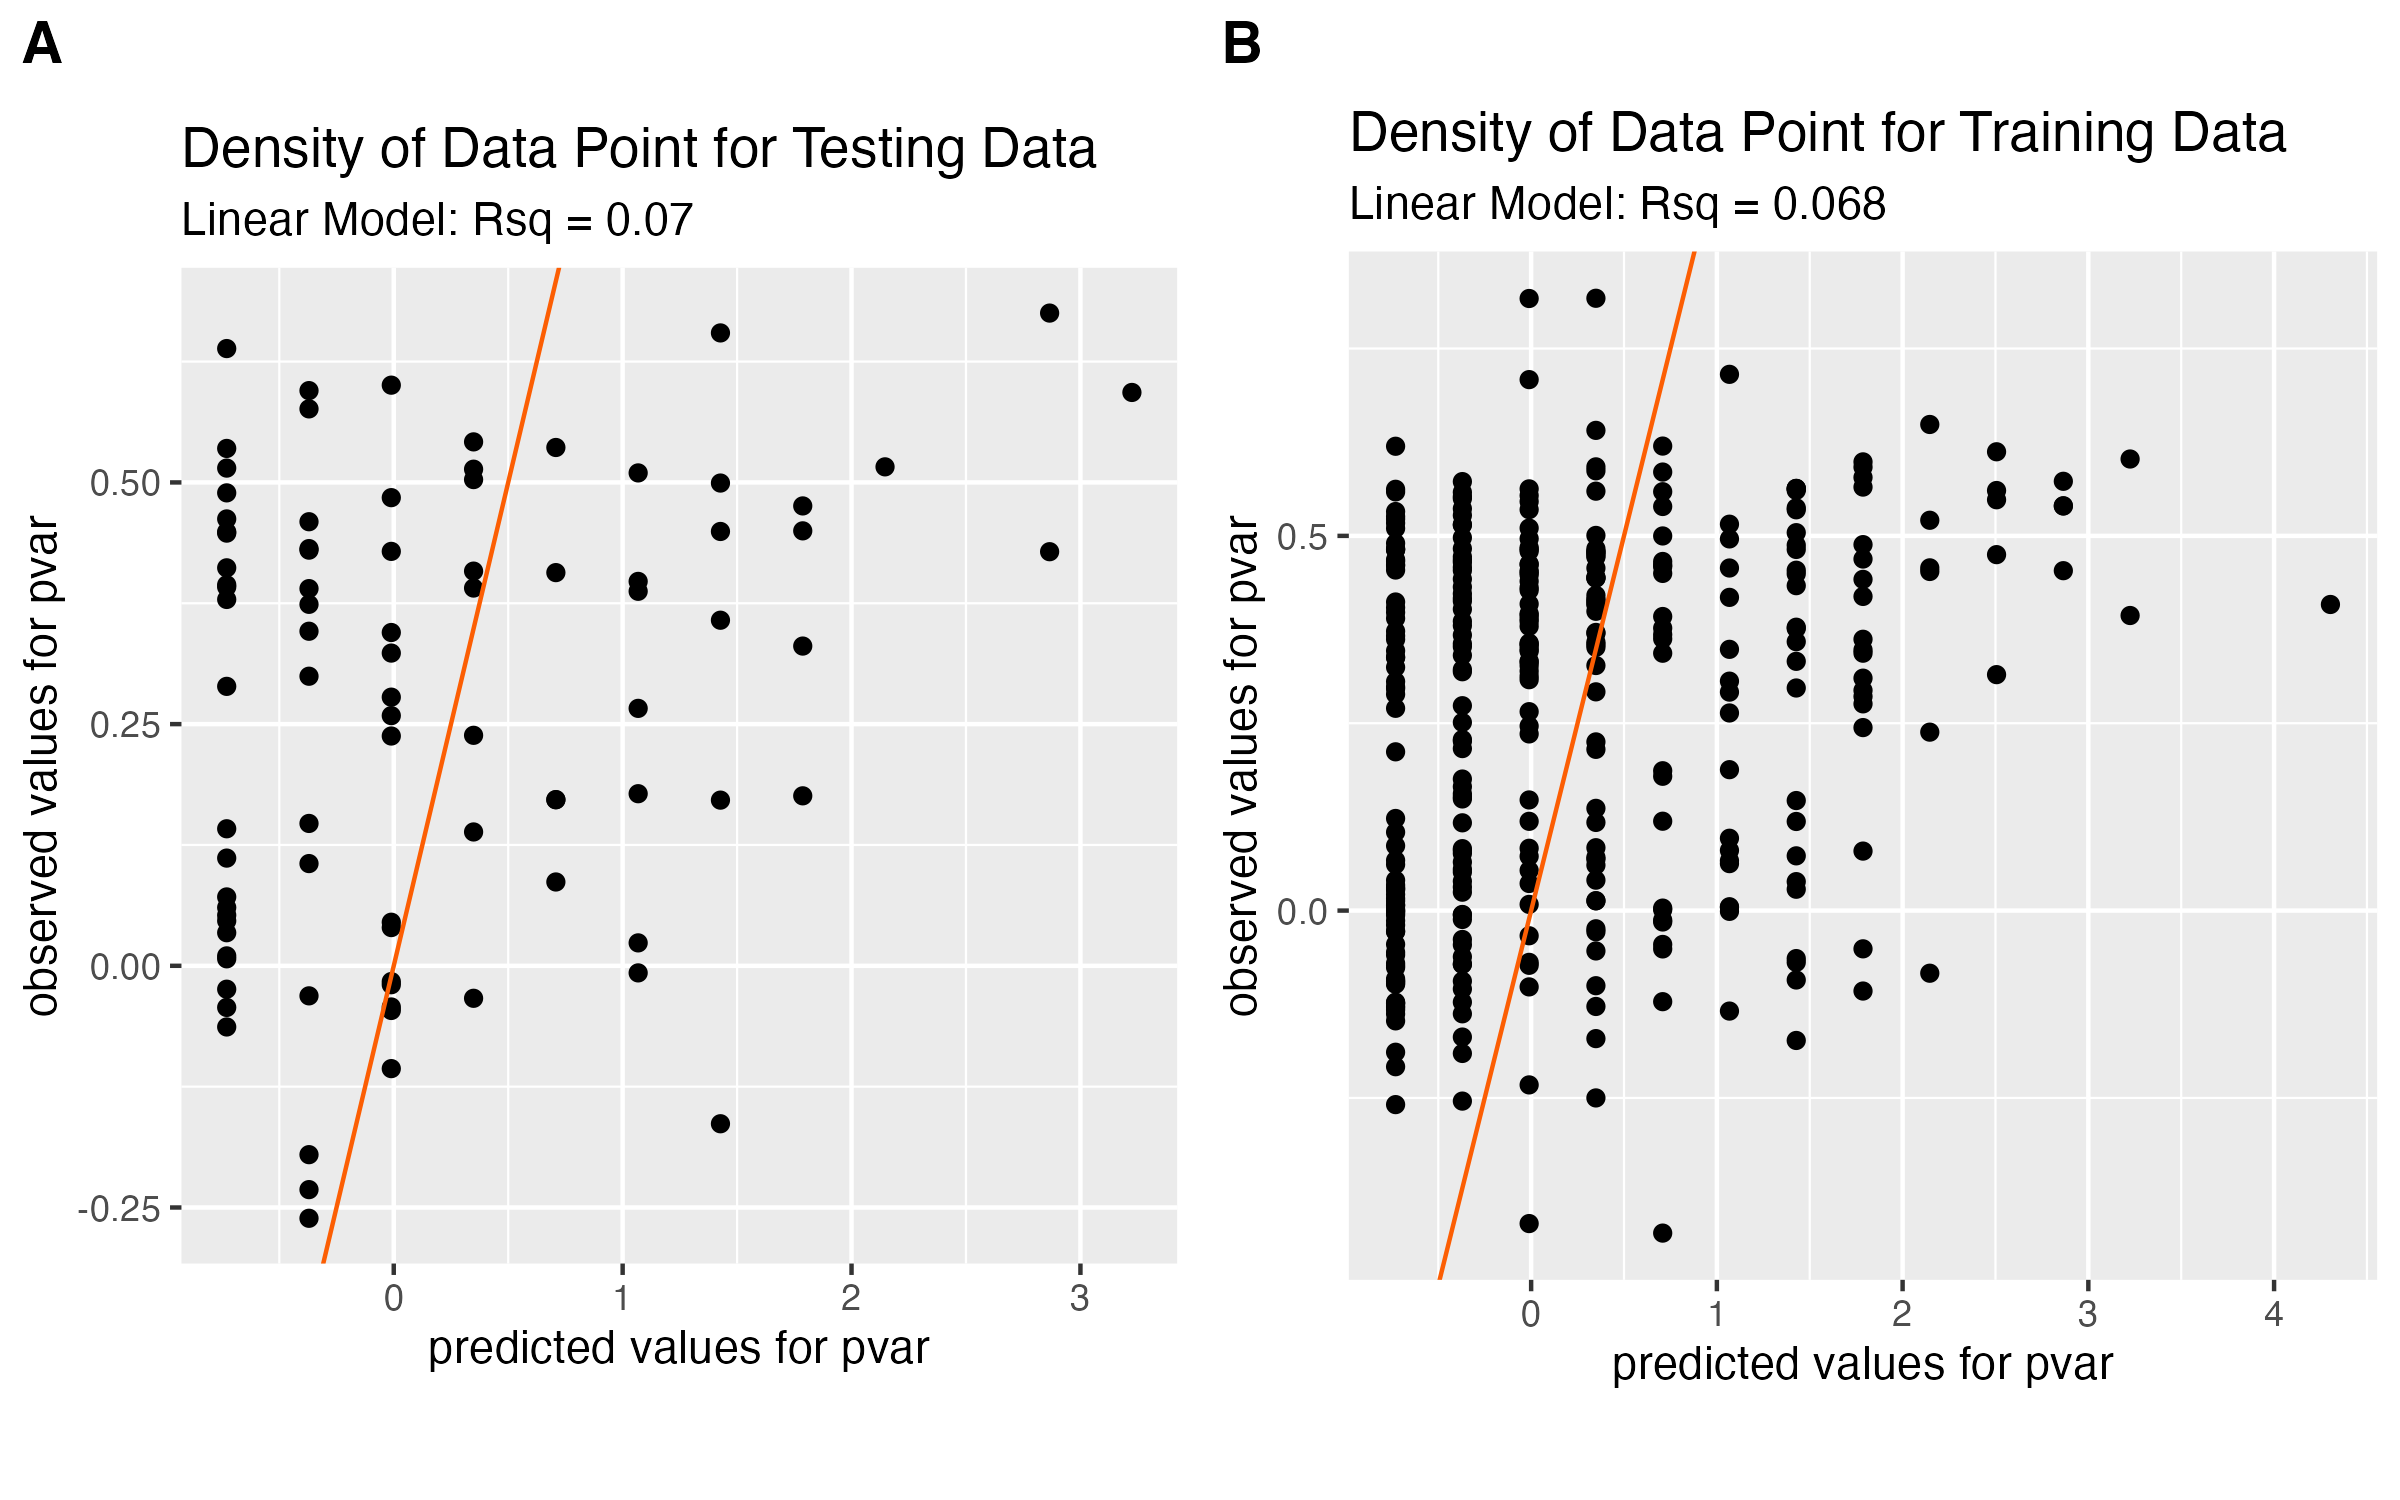 A
Density of Data Point for Testing Data
Linear Model: Rsq = 0.07
observed values for pvar
0.50
0.25
0.00
-0.25
0
1
2
3
predicted values for pvar
B
Density of Data Point for Training Data
Linear Model: Rsq = 0.068
observed values for pvar
0.5
0.0
0
1
2
3
4
predicted values for pvar